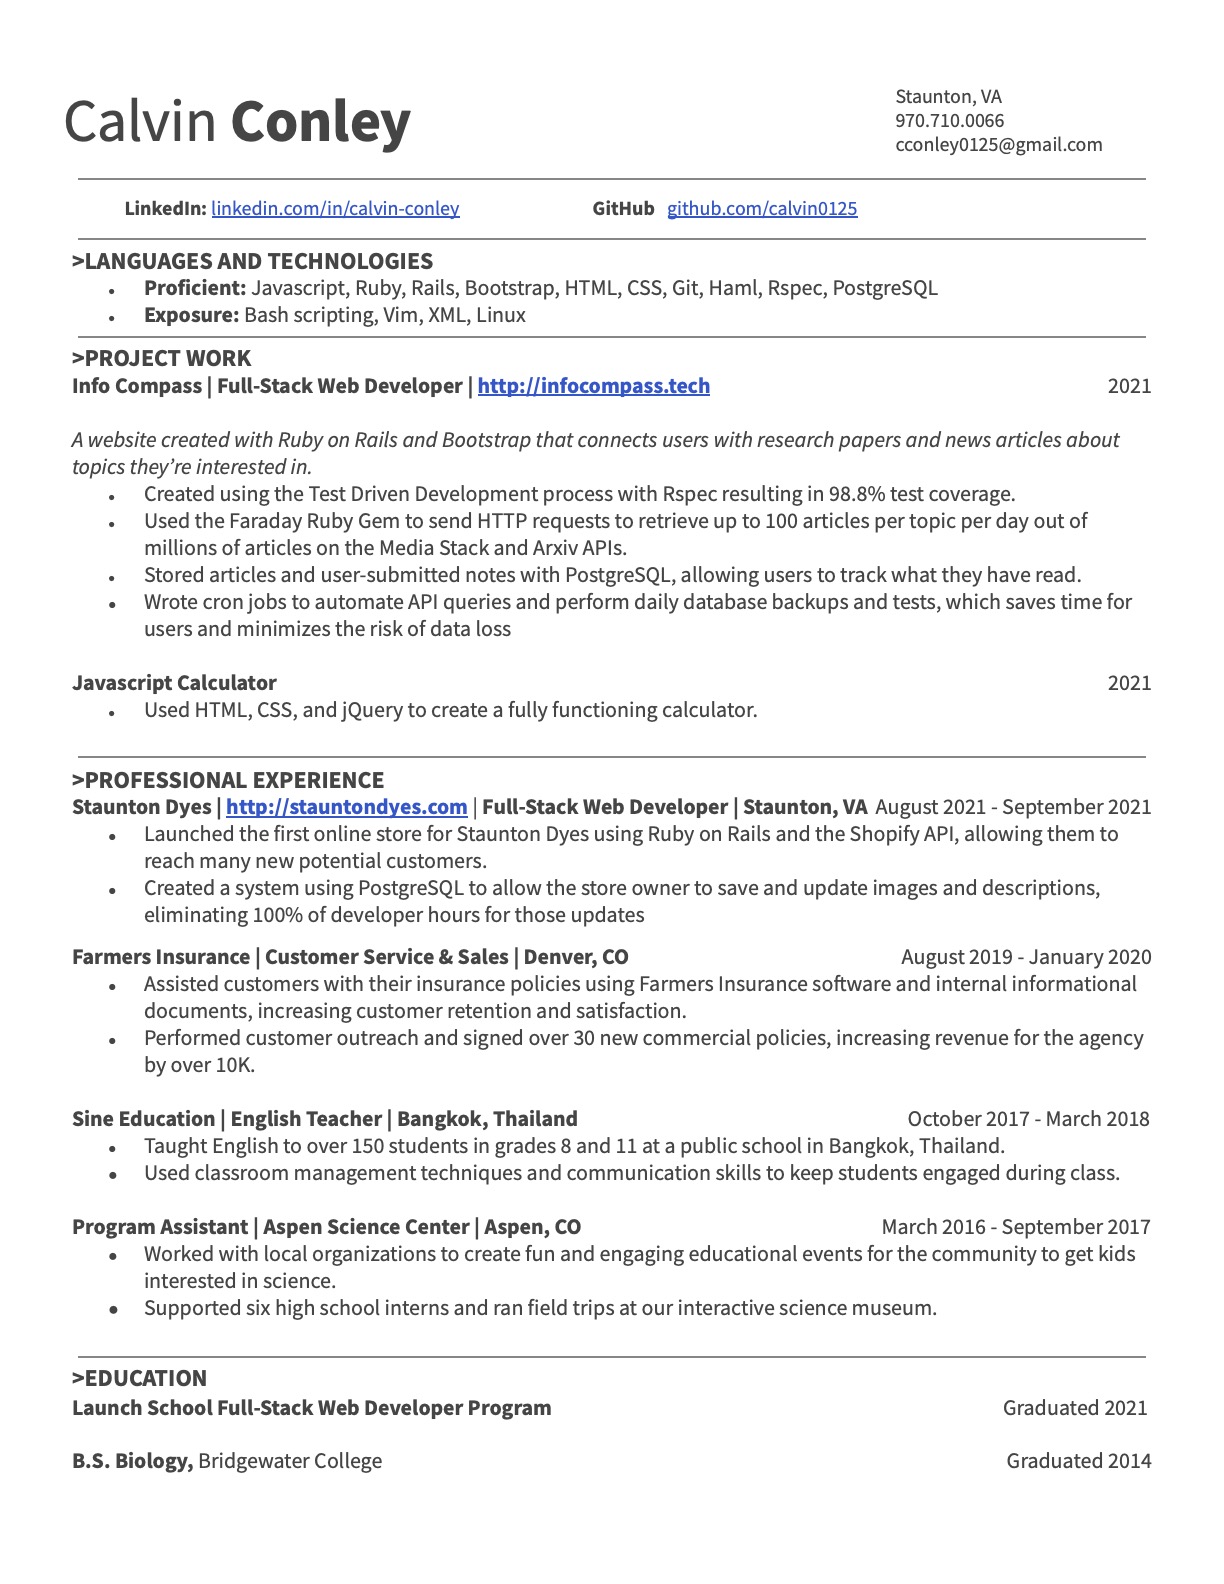 Calvin Conley
Staunton, VA
970.710.0066
cconley0125@gmail.com
LinkedIn: linkedin.com/in/calvin-conley GitHub github.com/calvin0125
>LANGUAGES AND TECHNOLOGIES
• Proficient: Javascript, Ruby, Rails, Bootstrap, HTML, CSS, Git, Haml, Rspec, PostgreSQL
• Exposure: Bash scripting, Vim, XML, Linux
>PROJECT WORK
Info Compass | Full-Stack Web Developer | http://infocompass.tech 2021
A website created with Ruby on Rails and Bootstrap that connects users with research papers and news articles about
topics they’re interested in.
• Created using the Test Driven Development process with Rspec resulting in 98.8% test coverage.
• Used the Faraday Ruby Gem to send HTTP requests to retrieve up to 100 articles per topic per day out of
millions of articles on the Media Stack and Arxiv APIs.
• Stored articles and user-submitted notes with PostgreSQL, allowing users to track what they have read.
• Wrote cron jobs to automate API queries and perform daily database backups and tests, which saves time for
users and minimizes the risk of data loss
Javascript Calculator 2021
• Used HTML, CSS, and jQuery to create a fully functioning calculator.
>PROFESSIONAL EXPERIENCE
Staunton Dyes | http://stauntondyes.com | Full-Stack Web Developer | Staunton, VA August 2021 - September 2021
• Launched the first online store for Staunton Dyes using Ruby on Rails and the Shopify API, allowing them to
reach many new potential customers.
• Created a system using PostgreSQL to allow the store owner to save and update images and descriptions,
eliminating 100% of developer hours for those updates
Farmers Insurance | Customer Service & Sales | Denver, CO August 2019 - January 2020
• Assisted customers with their insurance policies using Farmers Insurance software and internal informational
documents, increasing customer retention and satisfaction.
• Performed customer outreach and signed over 30 new commercial policies, increasing revenue for the agency
by over 10K.
Sine Education | English Teacher | Bangkok, Thailand October 2017 - March 2018
• Taught English to over 150 students in grades 8 and 11 at a public school in Bangkok, Thailand.
• Used classroom management techniques and communication skills to keep students engaged during class.
Program Assistant | Aspen Science Center | Aspen, CO March 2016 - September 2017
• Worked with local organizations to create fun and engaging educational events for the community to get kids
interested in science.
• Supported six high school interns and ran field trips at our interactive science museum.
>EDUCATION
Launch School Full-Stack Web Developer Program Graduated 2021
B.S. Biology, Bridgewater College Graduated 2014